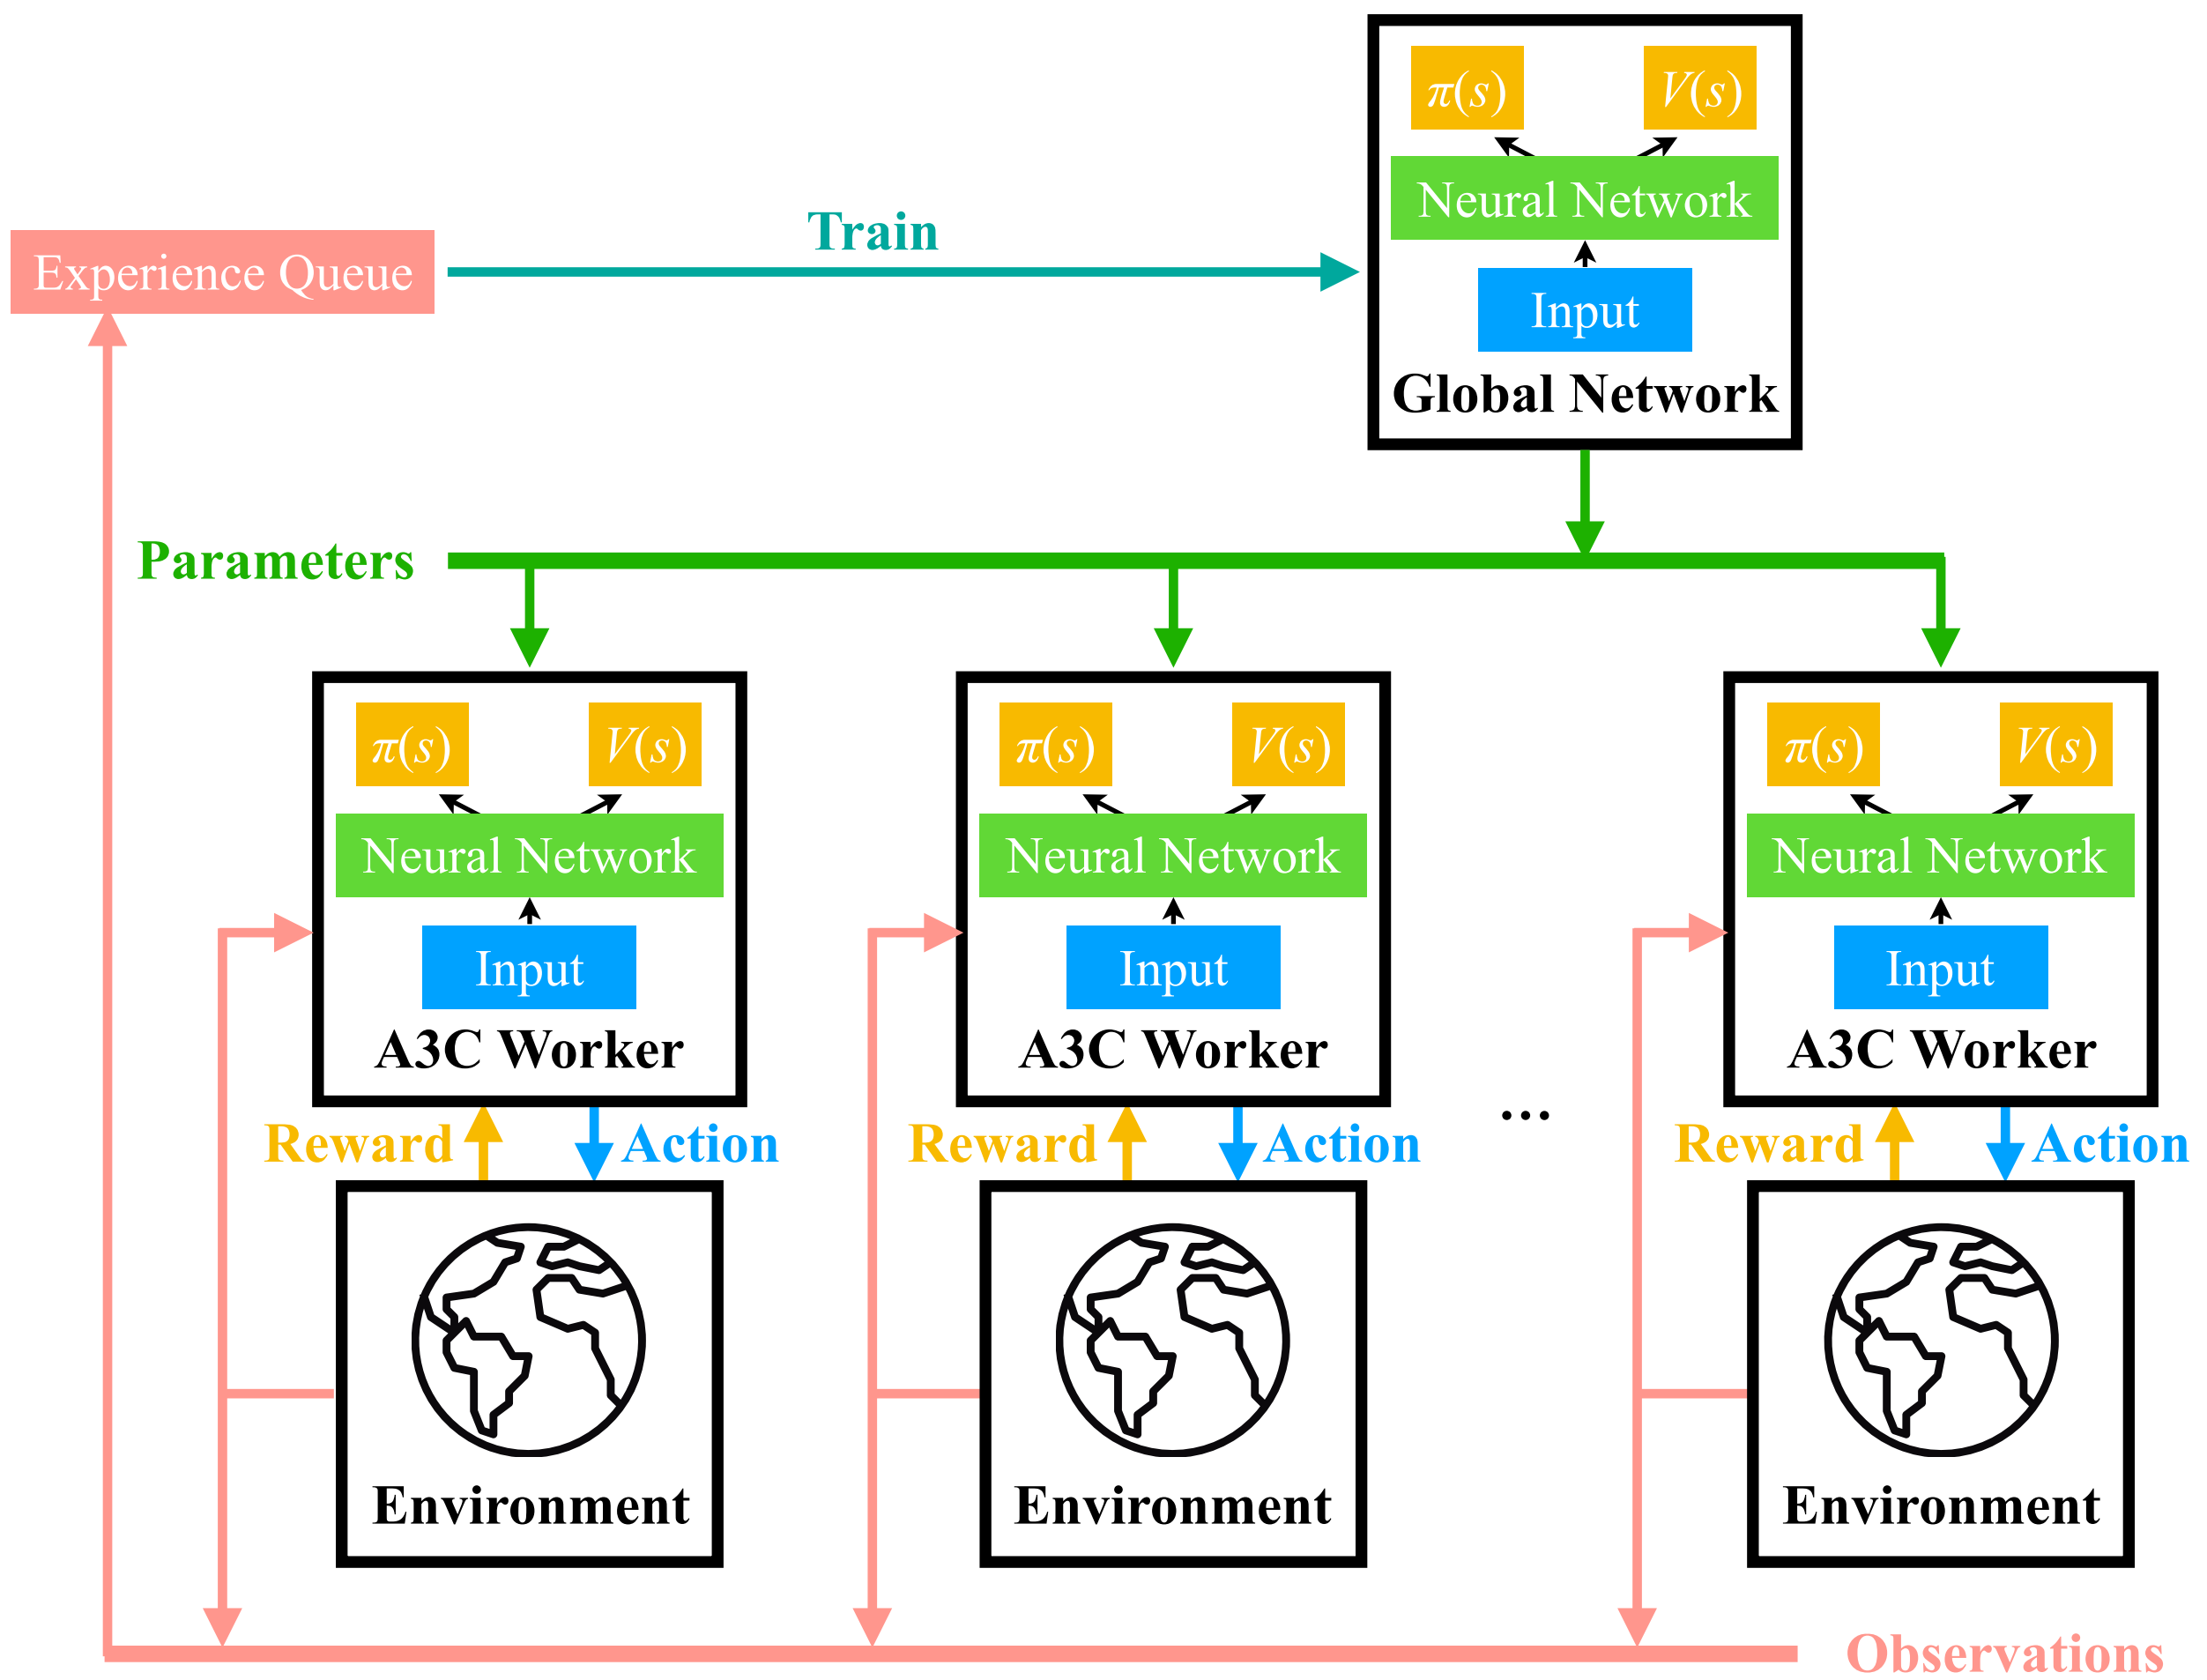 π(s)
V(s)
Neural Network
Input
Global Network
Train
Experience Queue
Parameters
π(s)
V(s)
Neural Network
Input
A3C Worker
π(s)
V(s)
Neural Network
Input
A3C Worker
...
π(s)
V(s)
Neural Network
Input
A3C Worker
Reward
Action
Reward
Action
Reward
Action
Environment
Environment
Environment
Observations